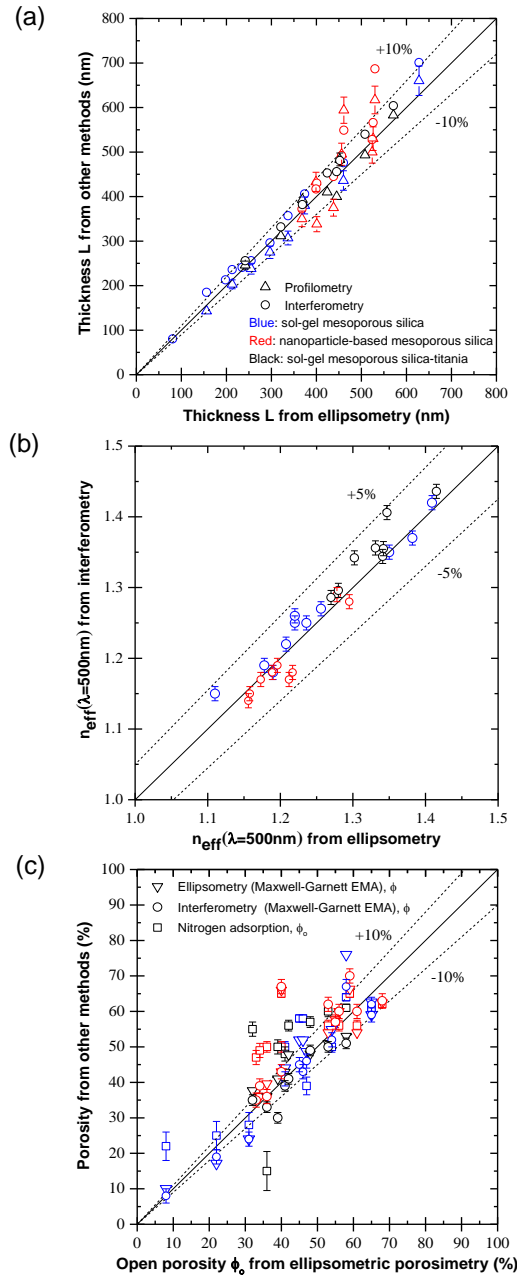 (a)
800
700
600
500
400
300
200
100
0
0 100 200 300 400 500 600 700 800
Thickness L from other methods (nm)
+10%
-10%
Profilometry
Interferometry
Blue: sol-gel mesoporous silica
Red: nanoparticle-based mesoporous silica
Black: sol-gel mesoporous silica-titania
Thickness L from ellipsometry (nm)
(b)
1.5
1.4
1.3
1.2
1.1
1.0
1.0 1.1 1.2 1.3 1.4 1.5
n_eff(λ=500nm) from interferometry
+5%
-5%
n_eff(λ=500nm) from ellipsometry
(c)
100
90
80
70
60
50
40
30
20
10
0
0 10 20 30 40 50 60 70 80 90 100
Porosity from other methods (%)
Ellipsometry (Maxwell-Garnett EMA), ϕ
Interferometry (Maxwell-Garnett EMA), ϕ
Nitrogen adsorption, ϕ_o
+10%
-10%
Open porosity ϕ_o from ellipsometric porosimetry (%)